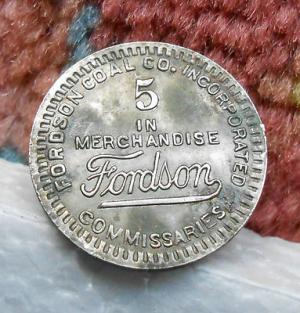 FORDSON COAL CO. INCORPORATED
5
IN
MERCHANDISE
Fordson
COMMISSARIES